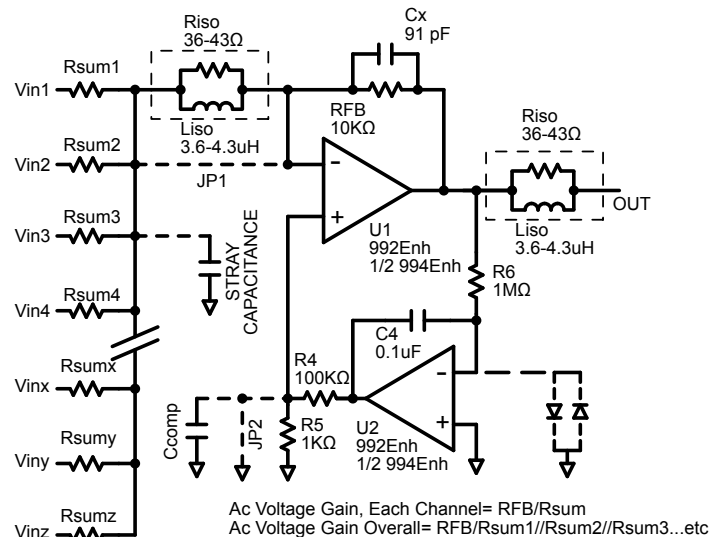 Cx
91 pF
Riso
36-43Ω
Rsum1
Vin1
RFB
10KΩ
Liso
3.6-4.3uH
Riso
36-43Ω
Rsum2
Vin2
JP1
-
+
U1
992Enh
1/2 994Enh
OUT
Liso
3.6-4.3uH
Rsum3
Vin3
STRAY
CAPACITANCE
R6
1MΩ
Rsum4
Vin4
C4
0.1uF
R4
100KΩ
-
+
Rsumx
Vinx
Ccomp
JP2
R5
1KΩ
U2
992Enh
1/2 994Enh
Rsumy
Viny
Rsumz
Vinz
Ac Voltage Gain, Each Channel= RFB/Rsum
Ac Voltage Gain Overall= RFB/Rsum1//Rsum2//Rsum3...etc